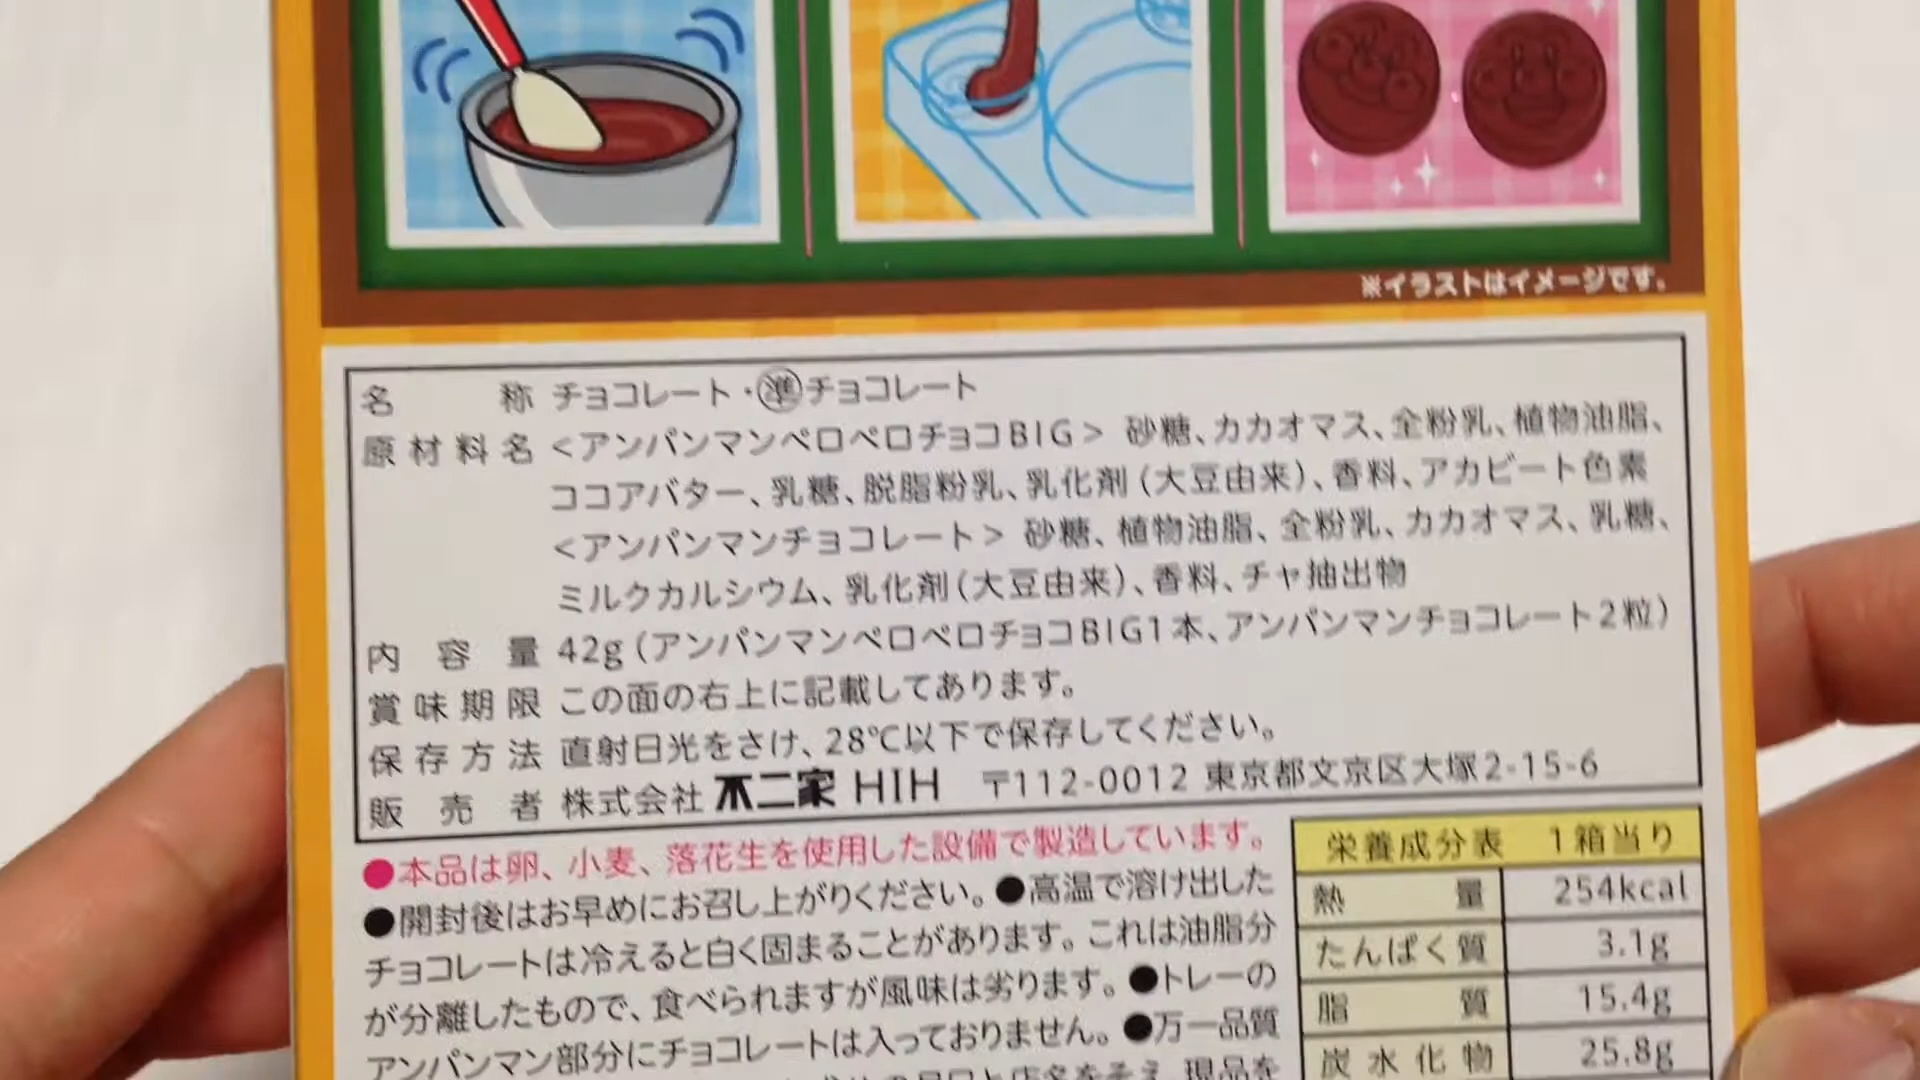 ※イラストはイメージです。
名称 チョコレート・㊜チョコレート
原材料名 <アンパンマンペロペロチョコBIG> 砂糖、カカオマス、全粉乳、植物油脂、
ココアバター、乳糖、脱脂粉乳、乳化剤(大豆由来)、香料、アカビート色素
<アンパンマンチョコレート> 砂糖、植物油脂、全粉乳、カカオマス、乳糖、
ミルクカルシウム、乳化剤(大豆由来)、香料、チャ抽出物
内容量 42g(アンパンマンペロペロチョコBIG1本、アンパンマンチョコレート2粒)
賞味期限 この面の右上に記載してあります。
保存方法 直射日光をさけ、28℃以下で保存してください。
販売者 株式会社 不二家 HIH 〒112-0012 東京都文京区大塚2-15-6
●本品は卵、小麦、落花生を使用した設備で製造しています。
●開封後はお早めにお召し上がりください。●高温で溶け出した
チョコレートは冷えると白く固まることがあります。これは油脂分
が分離したもので、食べられますが風味は劣ります。●トレーの
アンパンマン部分にチョコレートは入っておりません。●万一品質
栄養成分表 1箱当り
熱量 254kcal
たんぱく質 3.1g
脂質 15.4g
炭水化物 25.8g